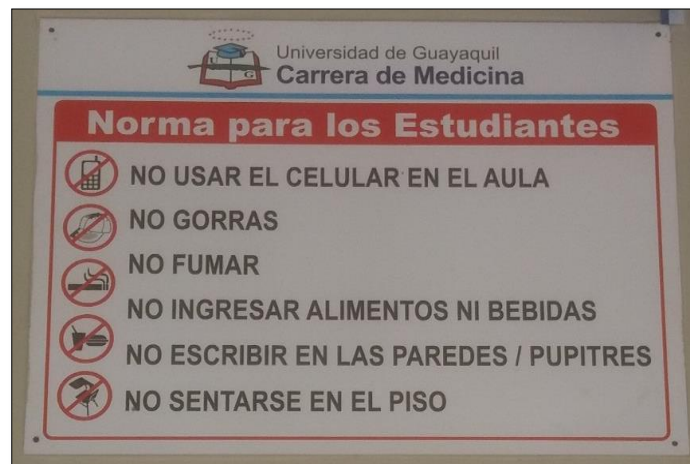 U G
Universidad de Guayaquil
Carrera de Medicina
Norma para los Estudiantes
NO USAR EL CELULAR EN EL AULA
NO GORRAS
NO FUMAR
NO INGRESAR ALIMENTOS NI BEBIDAS
NO ESCRIBIR EN LAS PAREDES / PUPITRES
NO SENTARSE EN EL PISO